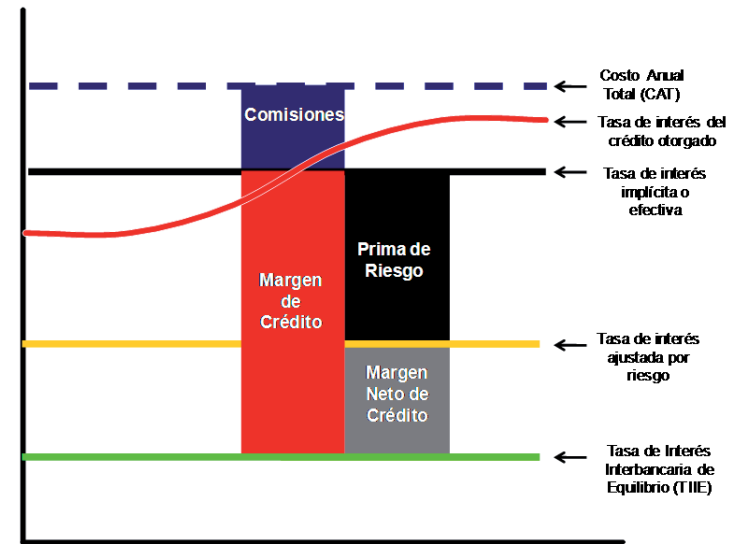 Costo Anual
Total (CAT)
Comisiones
Tasa de interés del
crédito otorgado
Tasa de interés
implícita o
efectiva
Prima de
Riesgo
Margen
de
Crédito
Tasa de interés
ajustada por
riesgo
Margen
Neto de
Crédito
Tasa de Interés
Interbancaria de
Equilibrio (TIIE)